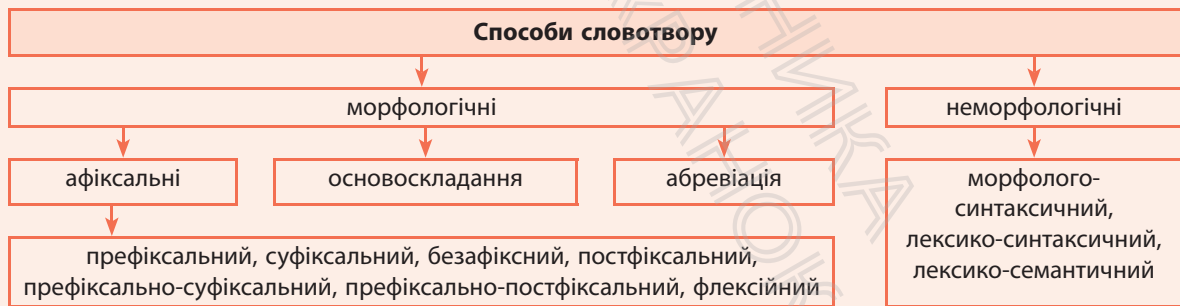 Способи словотвору
морфологічні
неморфологічні
афіксальні
основоскладання
абревіація
морфолого-
синтаксичний,
лексико-синтаксичний,
лексико-семантичний
префіксальний, суфіксальний, безафіксний, постфіксальний,
префіксально-суфіксальний, префіксально-постфіксальний, флексійний